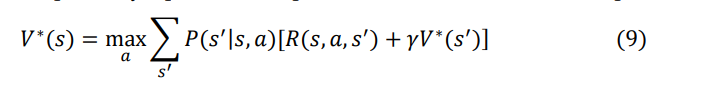 V*(s) = max_a ∑_{s′} P(s′|s, a)[R(s, a, s′) + γV*(s′)]   (9)